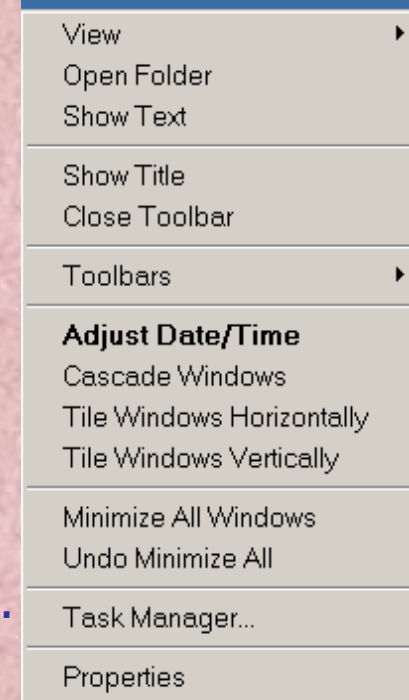 View
Open Folder
Show Text
Show Title
Close Toolbar
Toolbars
Adjust Date/Time
Cascade Windows
Tile Windows Horizontally
Tile Windows Vertically
Minimize All Windows
Undo Minimize All
Task Manager...
Properties